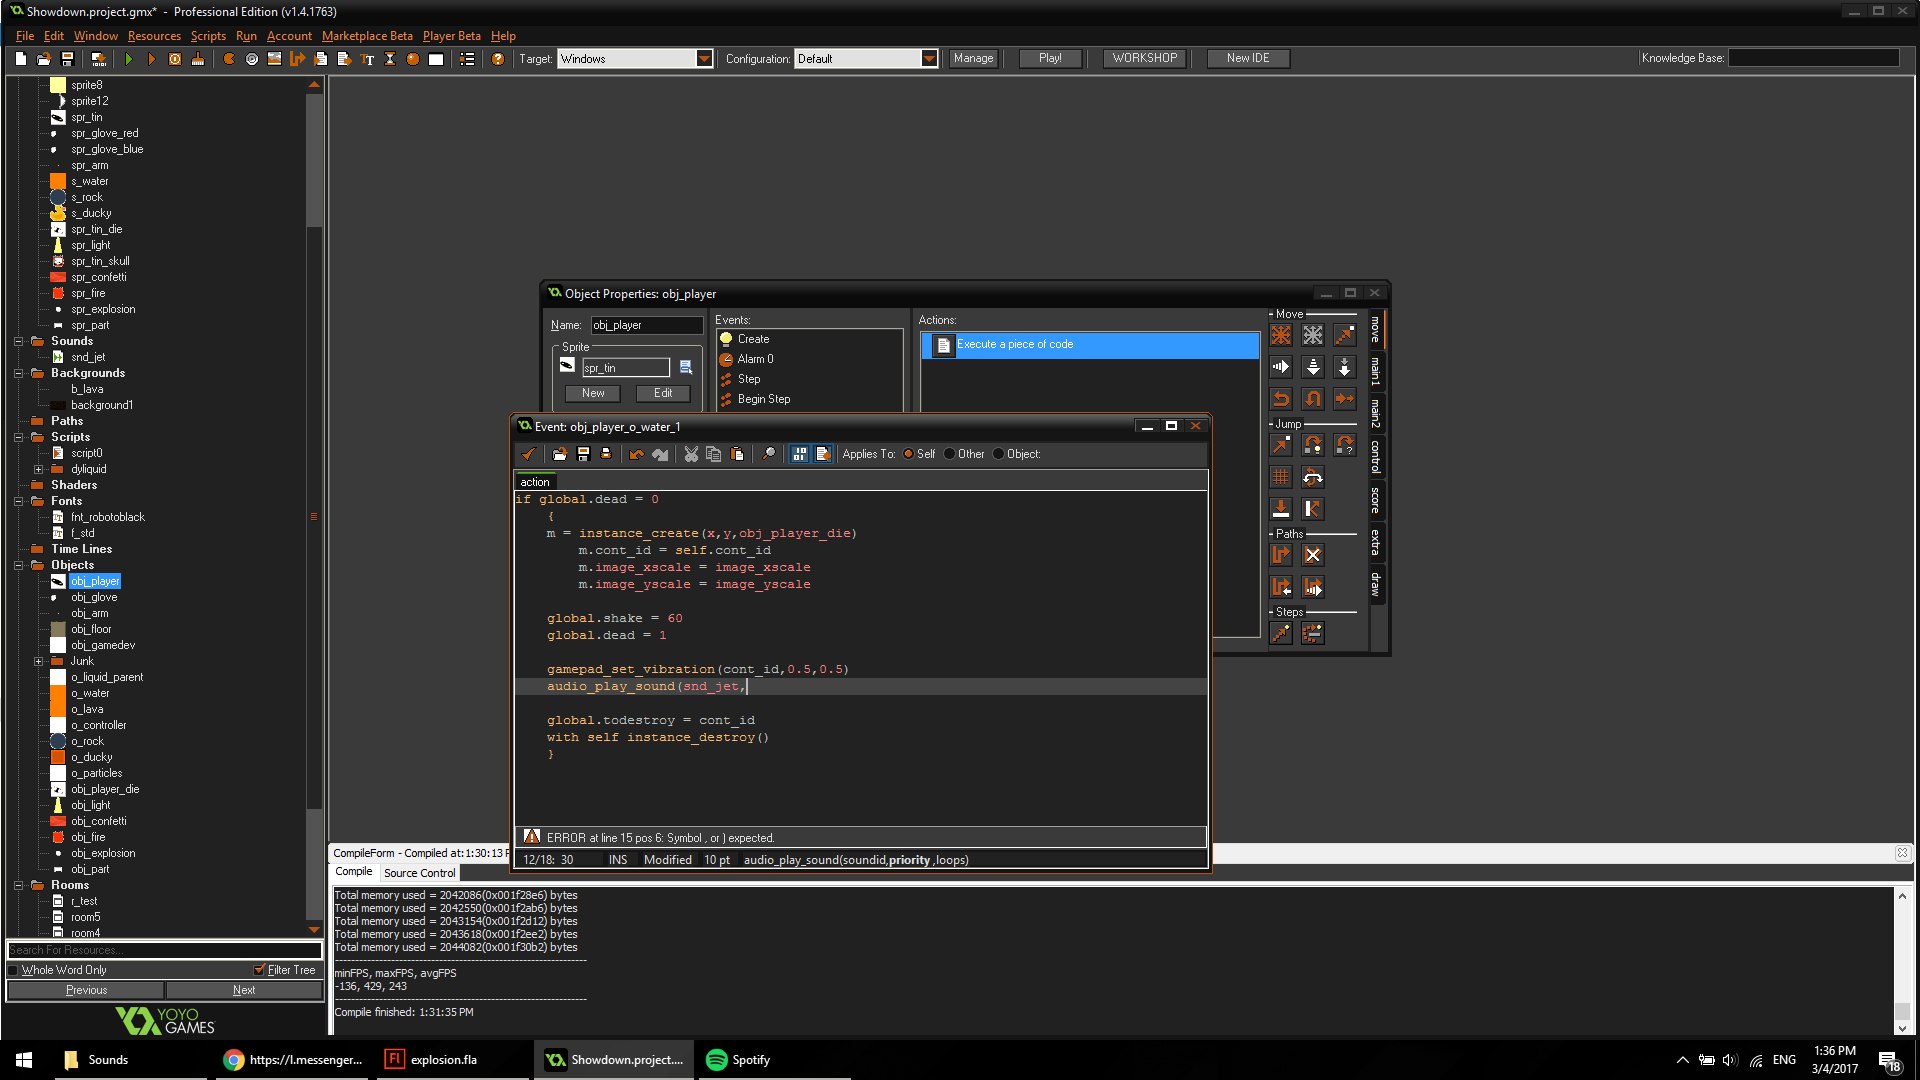 Showdown.project.gmx* - Professional Edition (v1.4.1763)
File Edit Window Resources Scripts Run Account Marketplace Beta Player Beta Help
Target: Windows Configuration: Default Manage Play! WORKSHOP New IDE Knowledge Base:
sprite8
sprite12
spr_tin
spr_glove_red
spr_glove_blue
spr_arm
s_water
s_rock
s_ducky
spr_tin_die
spr_light
spr_tin_skull
spr_confetti
spr_fire
spr_explosion
spr_part
Sounds
snd_jet
Backgrounds
b_lava
background1
Paths
Scripts
script0
dyliquid
Shaders
Fonts
fnt_robotoblack
f_std
Time Lines
Objects
obj_player
obj_glove
obj_arm
obj_floor
obj_gamedev
Junk
o_liquid_parent
o_water
o_lava
o_controller
o_rock
o_ducky
o_particles
obj_player_die
obj_light
obj_confetti
obj_fire
obj_explosion
obj_part
Rooms
r_test
room5
room4
Search For Resources...
Whole Word Only Filter Tree
Previous Next
YOYO
GAMES
Object Properties: obj_player
Name: obj_player
Sprite
spr_tin
New Edit
Events:
Create
Alarm 0
Step
Begin Step
Actions:
Execute a piece of code
Move
Jump
Paths
Steps
move
main1
main2
control
score
extra
draw
Event: obj_player_o_water_1
Applies To: Self Other Object:
action
if global.dead = 0
{
m = instance_create(x,y,obj_player_die)
m.cont_id = self.cont_id
m.image_xscale = image_xscale
m.image_yscale = image_yscale
global.shake = 60
global.dead = 1
gamepad_set_vibration(cont_id,0.5,0.5)
audio_play_sound(snd_jet,
global.todestroy = cont_id
with self instance_destroy()
}
ERROR at line 15 pos 6: Symbol , or ) expected.
12/18: 30 INS Modified 10 pt audio_play_sound(soundid,priority ,loops)
CompileForm - Compiled at: 1:30:13 P
Compile Source Control
Total memory used = 2042086(0x001f28e6) bytes
Total memory used = 2042550(0x001f2ab6) bytes
Total memory used = 2043154(0x001f2d12) bytes
Total memory used = 2043618(0x001f2ee2) bytes
Total memory used = 2044082(0x001f30b2) bytes
minFPS, maxFPS, avgFPS
-136, 429, 243
Compile finished: 1:31:35 PM
Sounds https://l.messenger... explosion.fla Showdown.project.... Spotify ENG 1:36 PM
3/4/2017
18